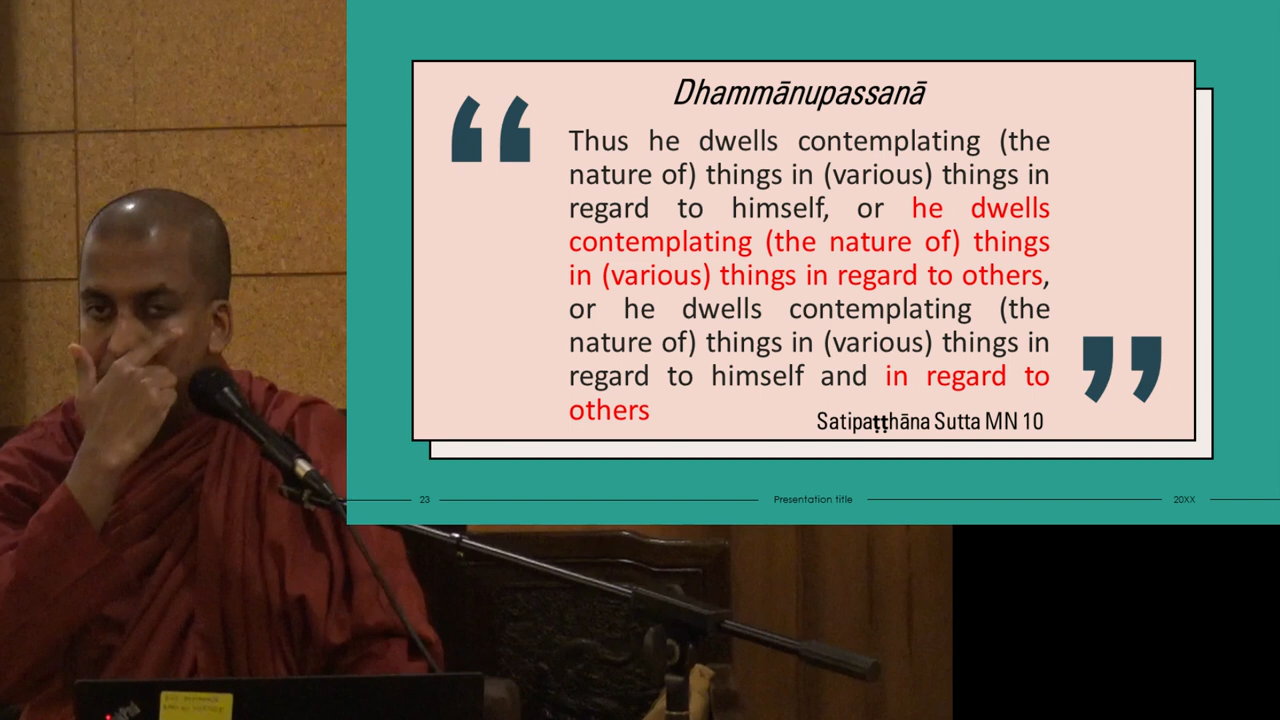 Dhammānupassanā
“
Thus he dwells contemplating (the
nature of) things in (various) things in
regard to himself, or he dwells
contemplating (the nature of) things
in (various) things in regard to others,
or he dwells contemplating (the
nature of) things in (various) things in
regard to himself and in regard to
others
”
Satipaṭṭhāna Sutta MN 10
23
Presentation title
20XX